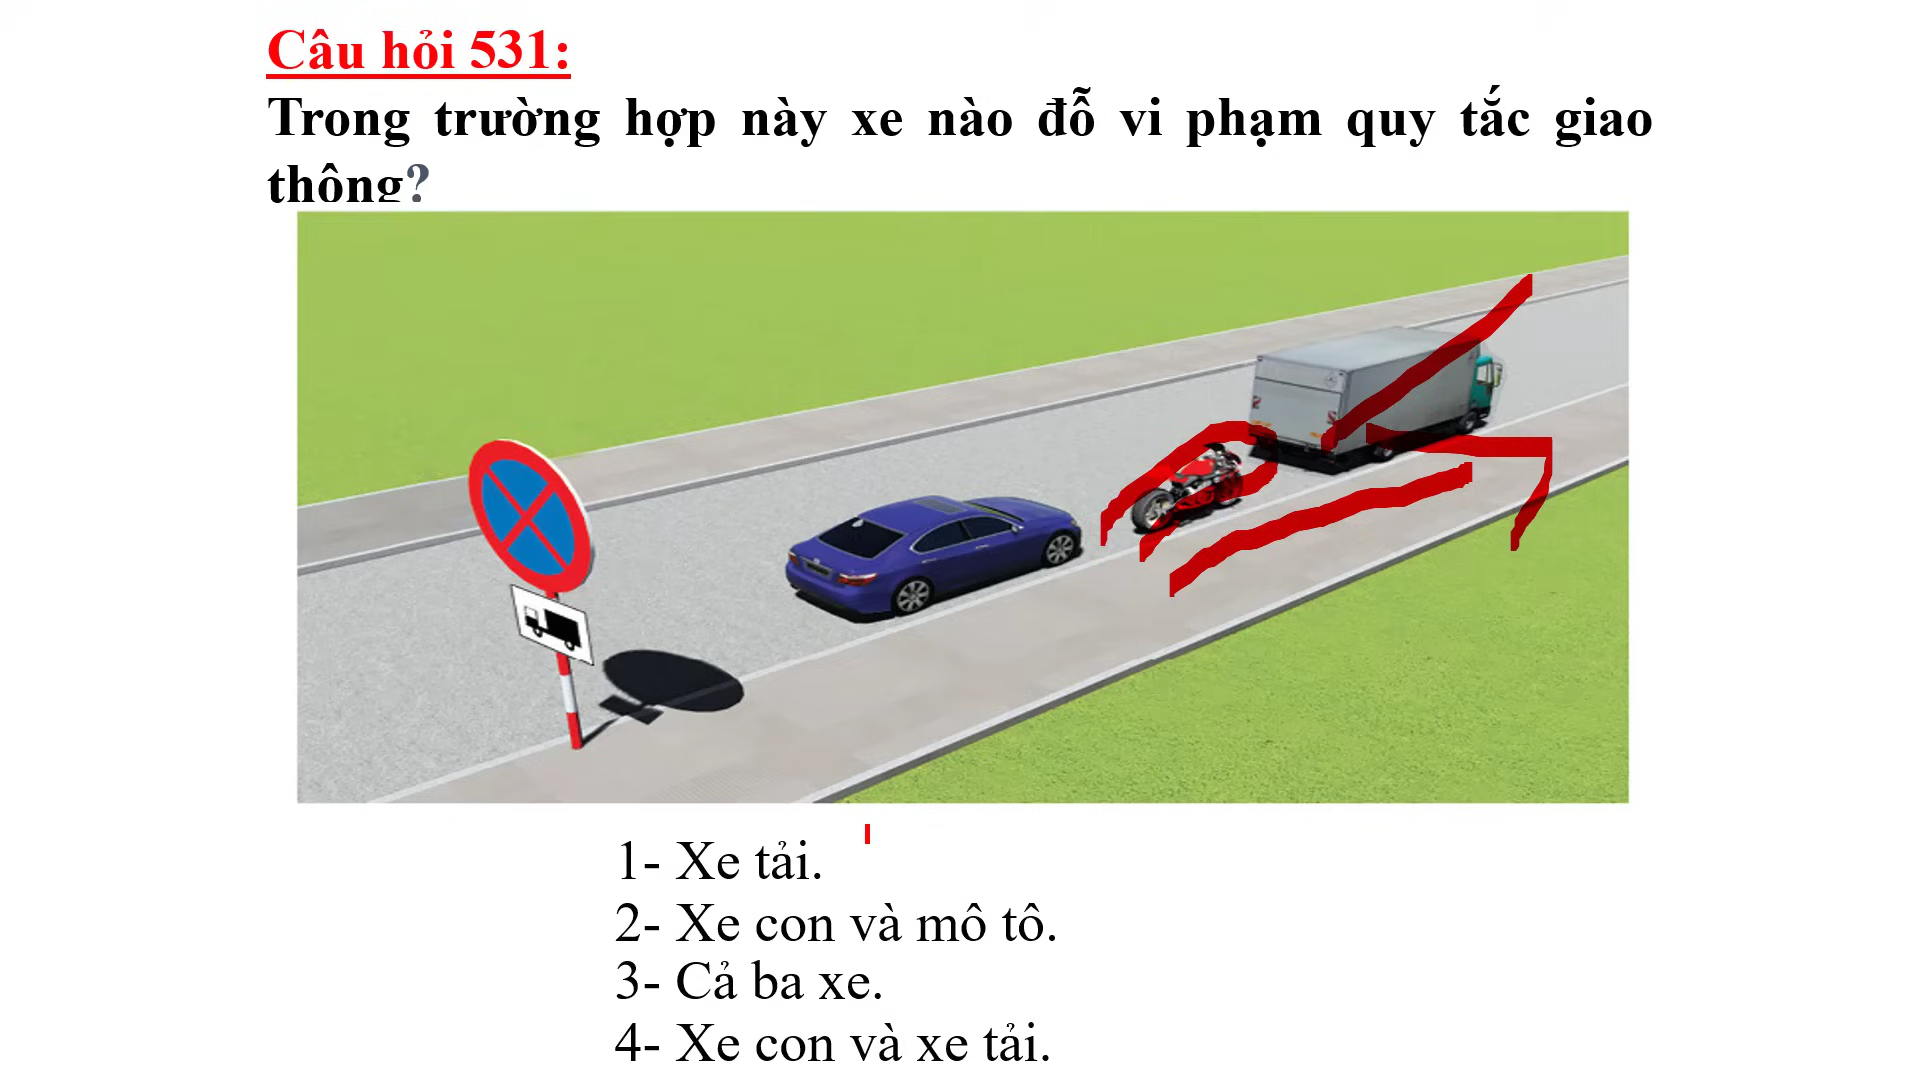 Câu hỏi 531:
Trong trường hợp này xe nào đỗ vi phạm quy tắc giao
thông?
1- Xe tải.
2- Xe con và mô tô.
3- Cả ba xe.
4- Xe con và xe tải.